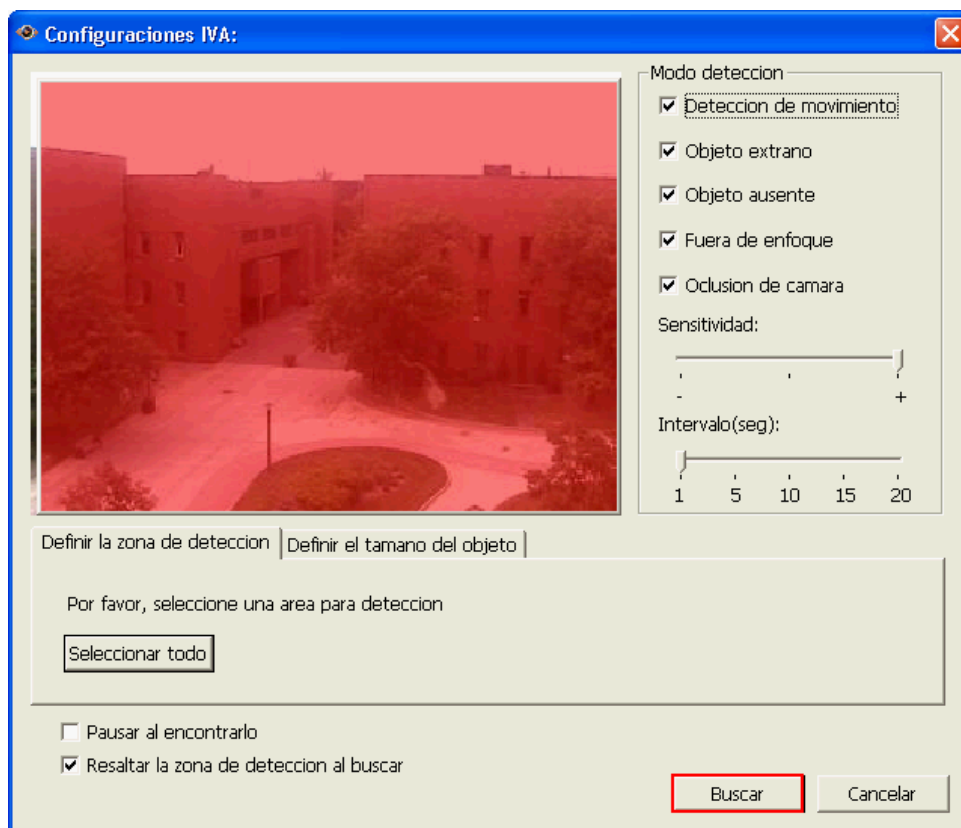 Configuraciones IVA:
Modo deteccion
Deteccion de movimiento
Objeto extrano
Objeto ausente
Fuera de enfoque
Oclusion de camara
Sensitividad:
- +
Intervalo(seg):
1 5 10 15 20
Definir la zona de deteccion Definir el tamano del objeto
Por favor, seleccione una area para deteccion
Seleccionar todo
Pausar al encontrarlo
Resaltar la zona de deteccion al buscar
Buscar Cancelar